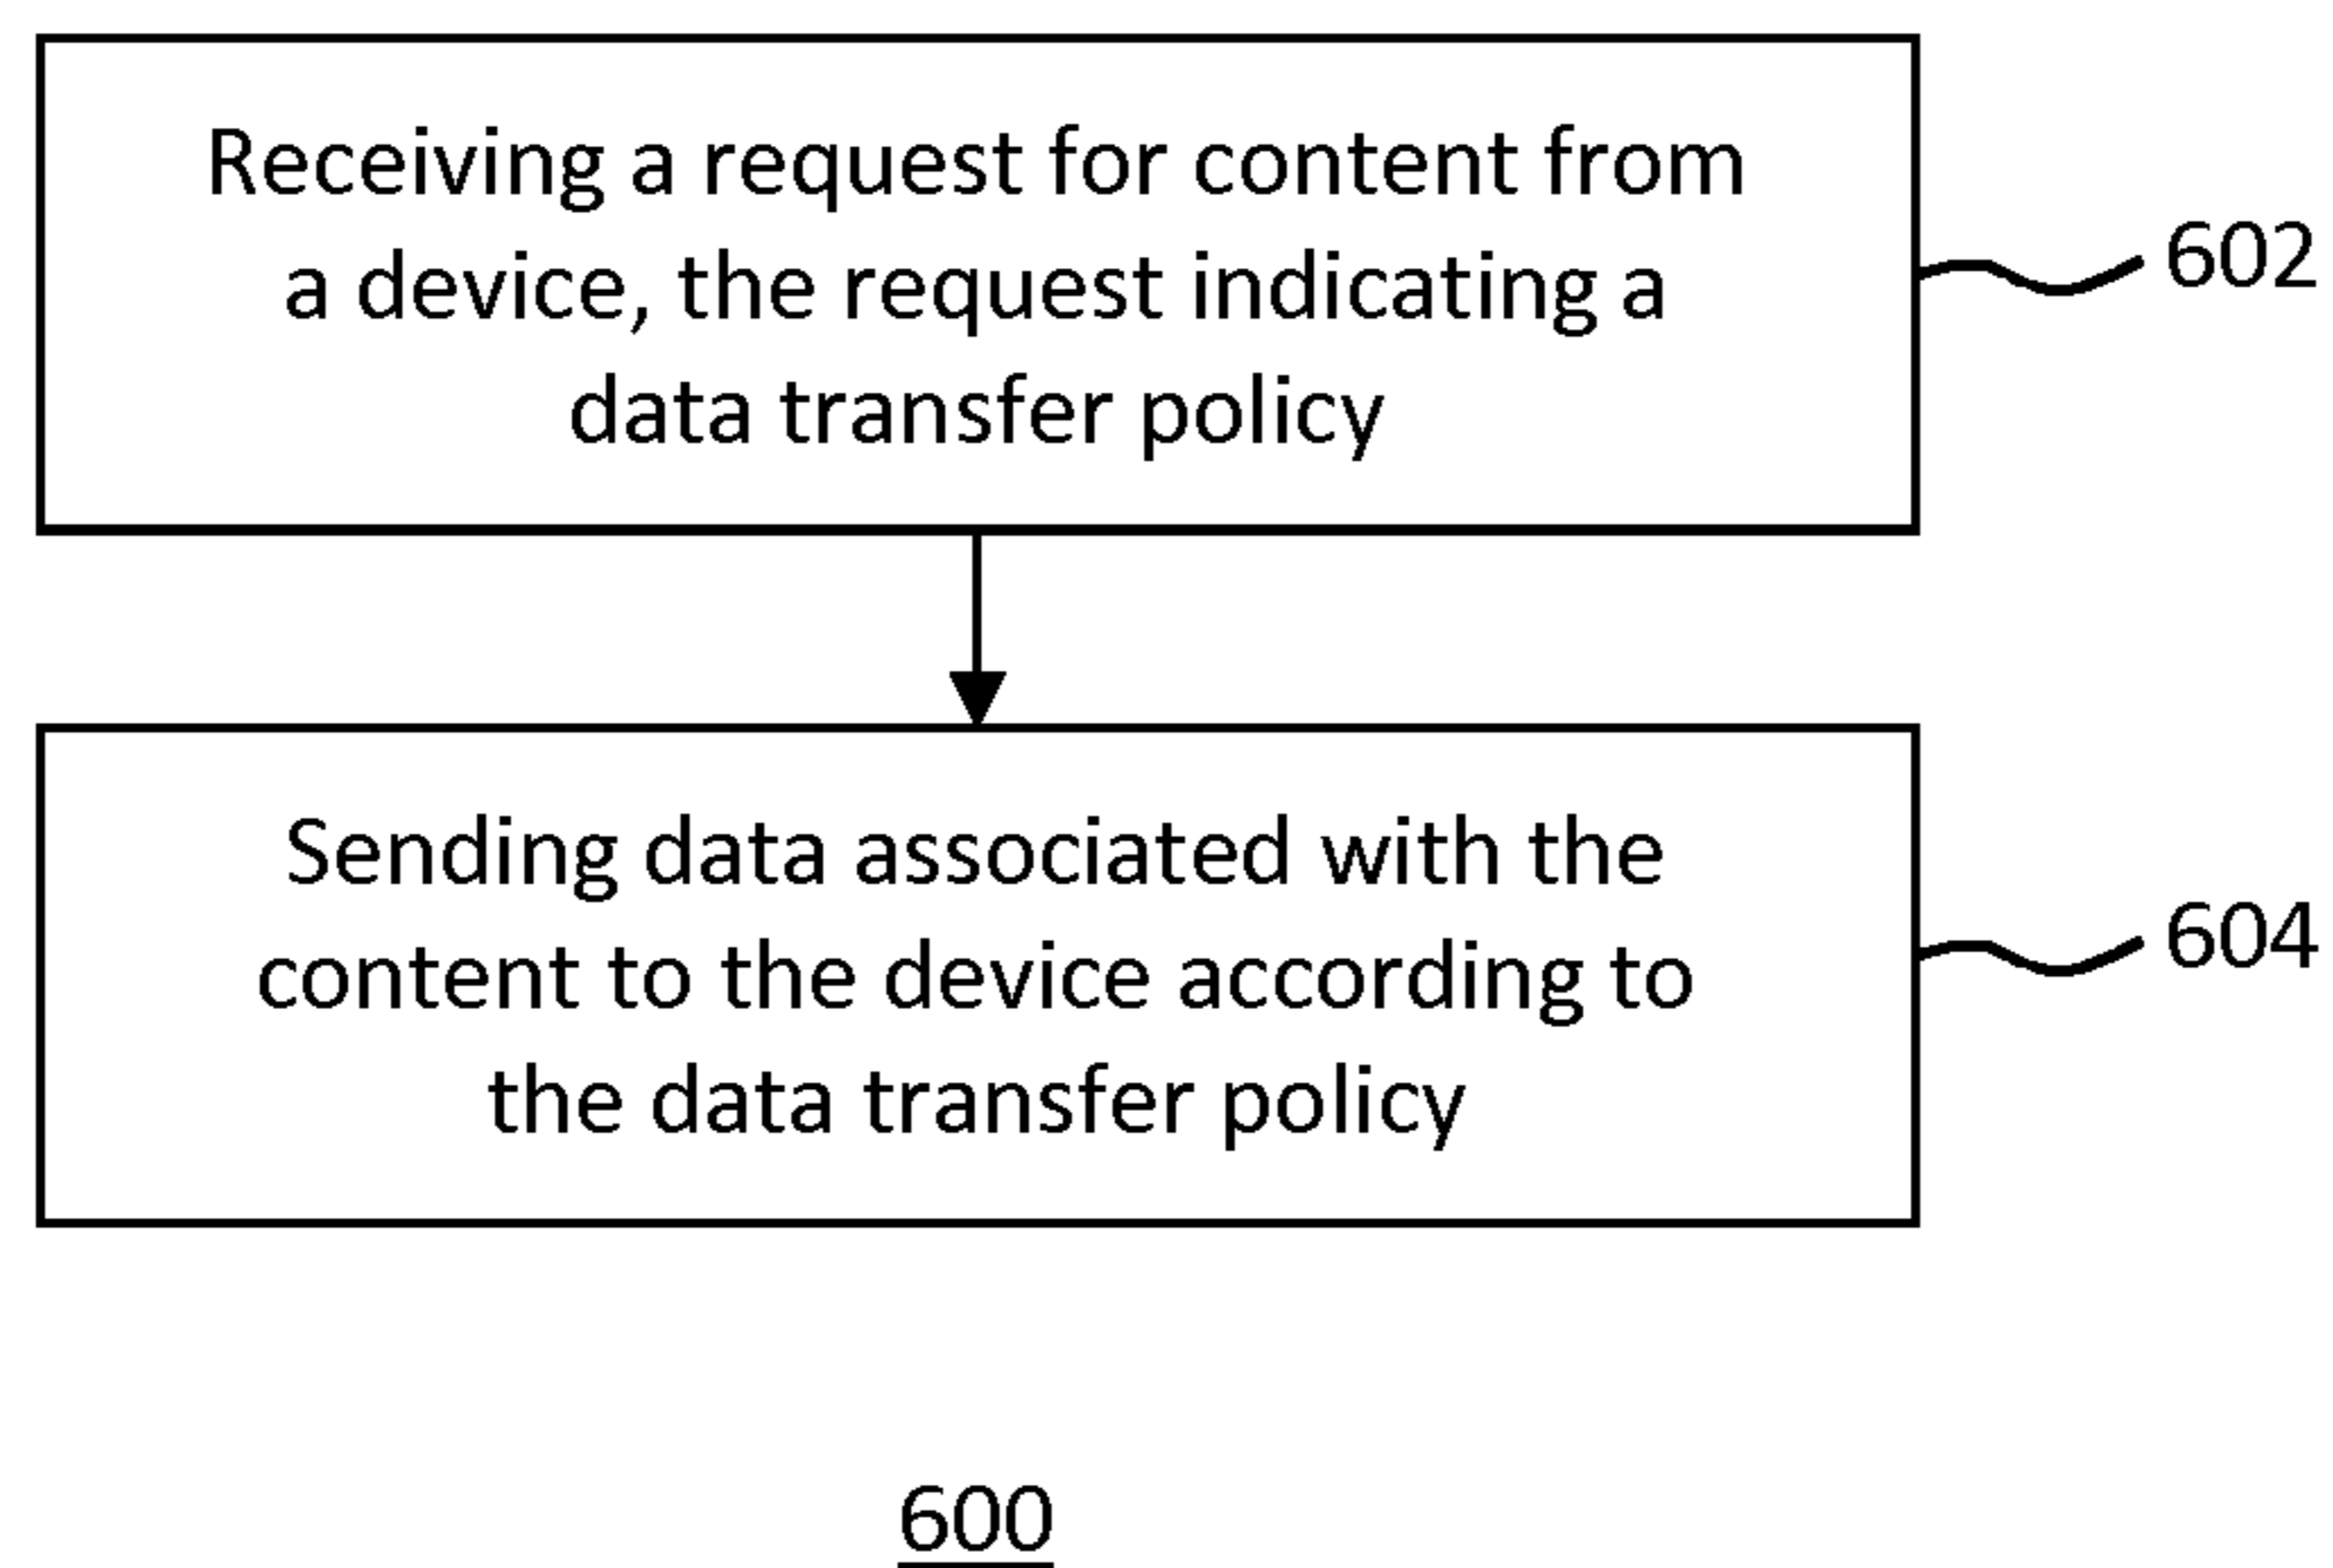 Receiving a request for content from
a device, the request indicating a
data transfer policy
602
Sending data associated with the
content to the device according to
the data transfer policy
604
600